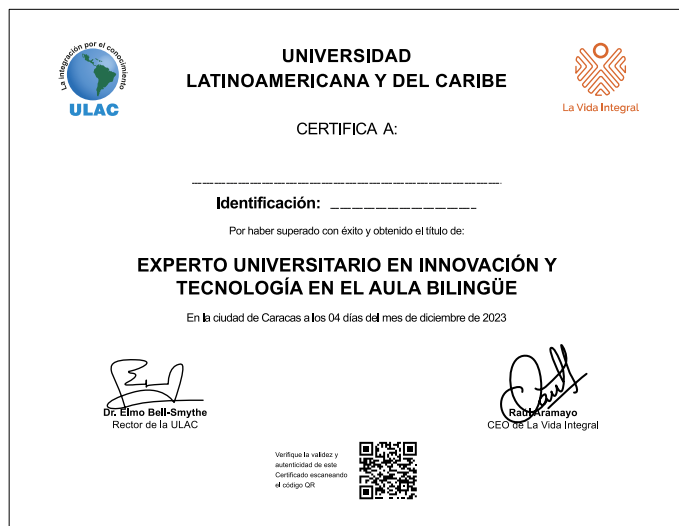 La integración por el conocimiento
ULAC
UNIVERSIDAD
LATINOAMERICANA Y DEL CARIBE
La Vida Integral
CERTIFICA A:
Identificación:
Por haber superado con éxito y obtenido el título de:
EXPERTO UNIVERSITARIO EN INNOVACIÓN Y
TECNOLOGÍA EN EL AULA BILINGÜE
En la ciudad de Caracas a los 04 días del mes de diciembre de 2023
Dr. Elmo Bell-Smythe
Rector de la ULAC
Raúl Aramayo
CEO de La Vida Integral
Verifique la validez y
autenticidad de este
Certificado escaneando
el código QR